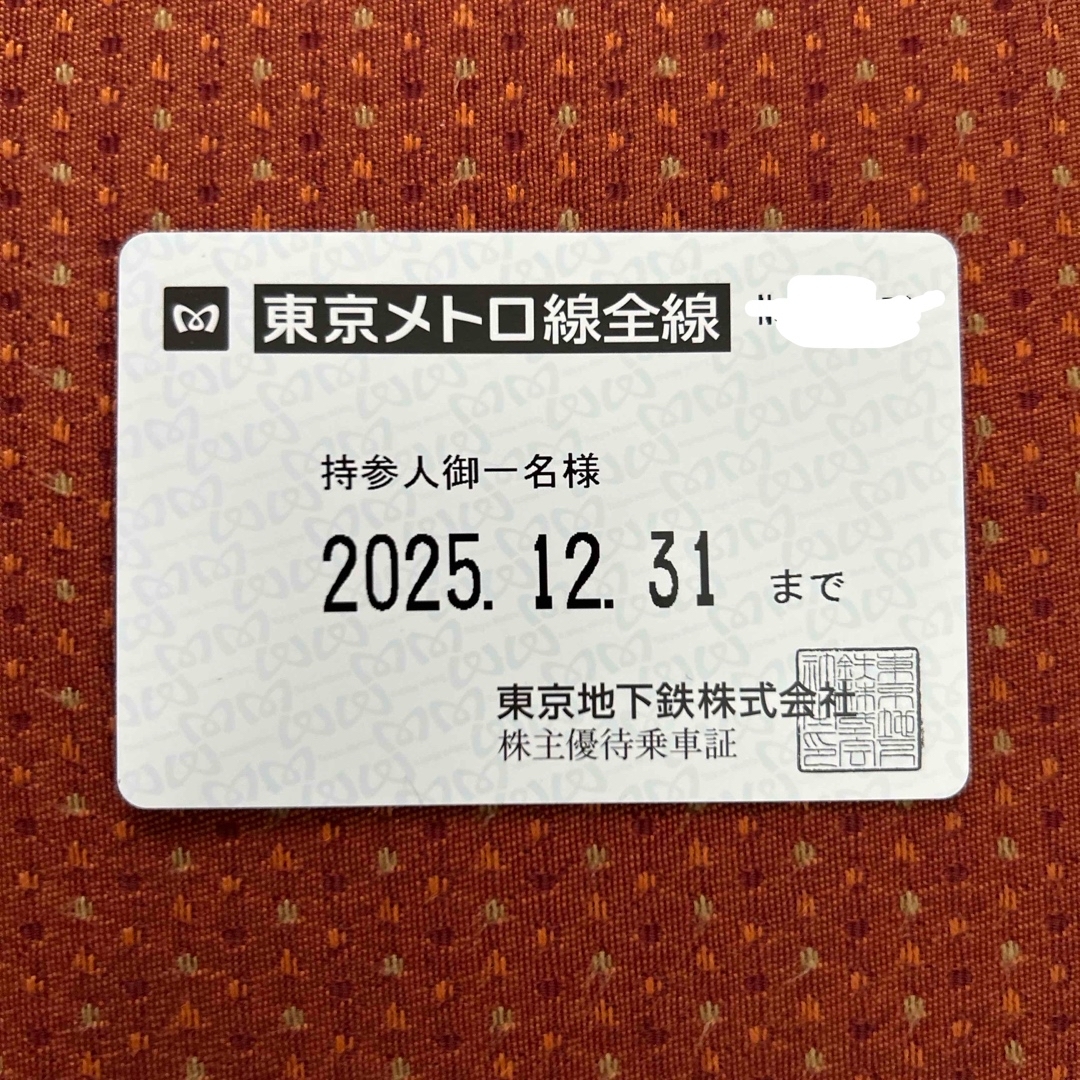 東京メトロ線全線
持参人御一名様
2025.12.31 まで
東京地下鉄株式会社
株主優待乗車証